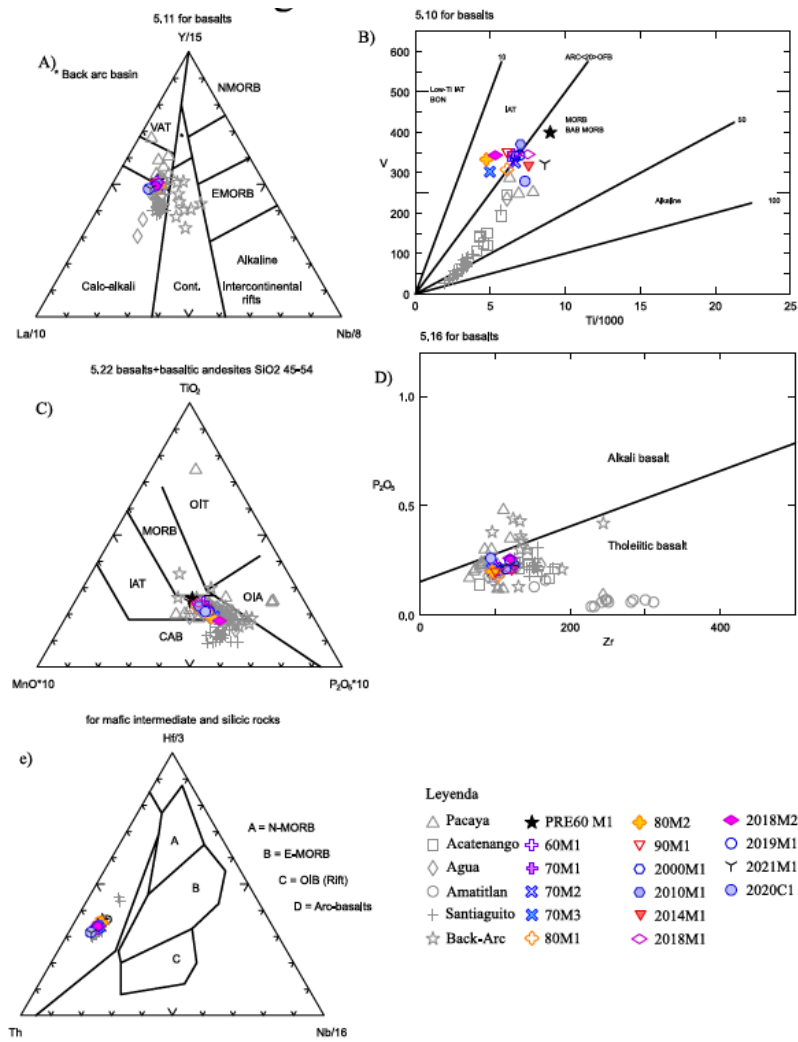 5.11 for basalts
Y/15
A)
* Back arc basin
NMORB
VAT
*
EMORB
Alkaline
Calc-alkali
Cont.
Intercontinental
rifts
La/10
Nb/8
5.10 for basalts
B)
600
500
400
300
200
100
0
V
10
ARC<20>OFB
Low-Ti IAT
BON
IAT
MORB
BAB MORB
50
Alkaline
100
0
5
10
15
20
25
Ti/1000
5.22 basalts+basaltic andesites SiO2 45-54
TiO₂
C)
OIT
MORB
IAT
OIA
CAB
MnO*10
P₂O₅*10
5.16 for basalts
D)
1.0
P₂O₅
0.5
0.0
Alkali basalt
Tholeiitic basalt
0
200
400
Zr
for mafic intermediate and silicic rocks
Hf/3
e)
A
B
C
A = N-MORB
B = E-MORB
C = OIB (Rift)
D = Arc-basalts
Th
Nb/16
Leyenda
Pacaya
Acatenango
Agua
Amatitlan
Santiaguito
Back-Arc
PRE60 M1
60M1
70M1
70M2
70M3
80M1
80M2
90M1
2000M1
2010M1
2014M1
2018M1
2018M2
2019M1
2021M1
2020C1